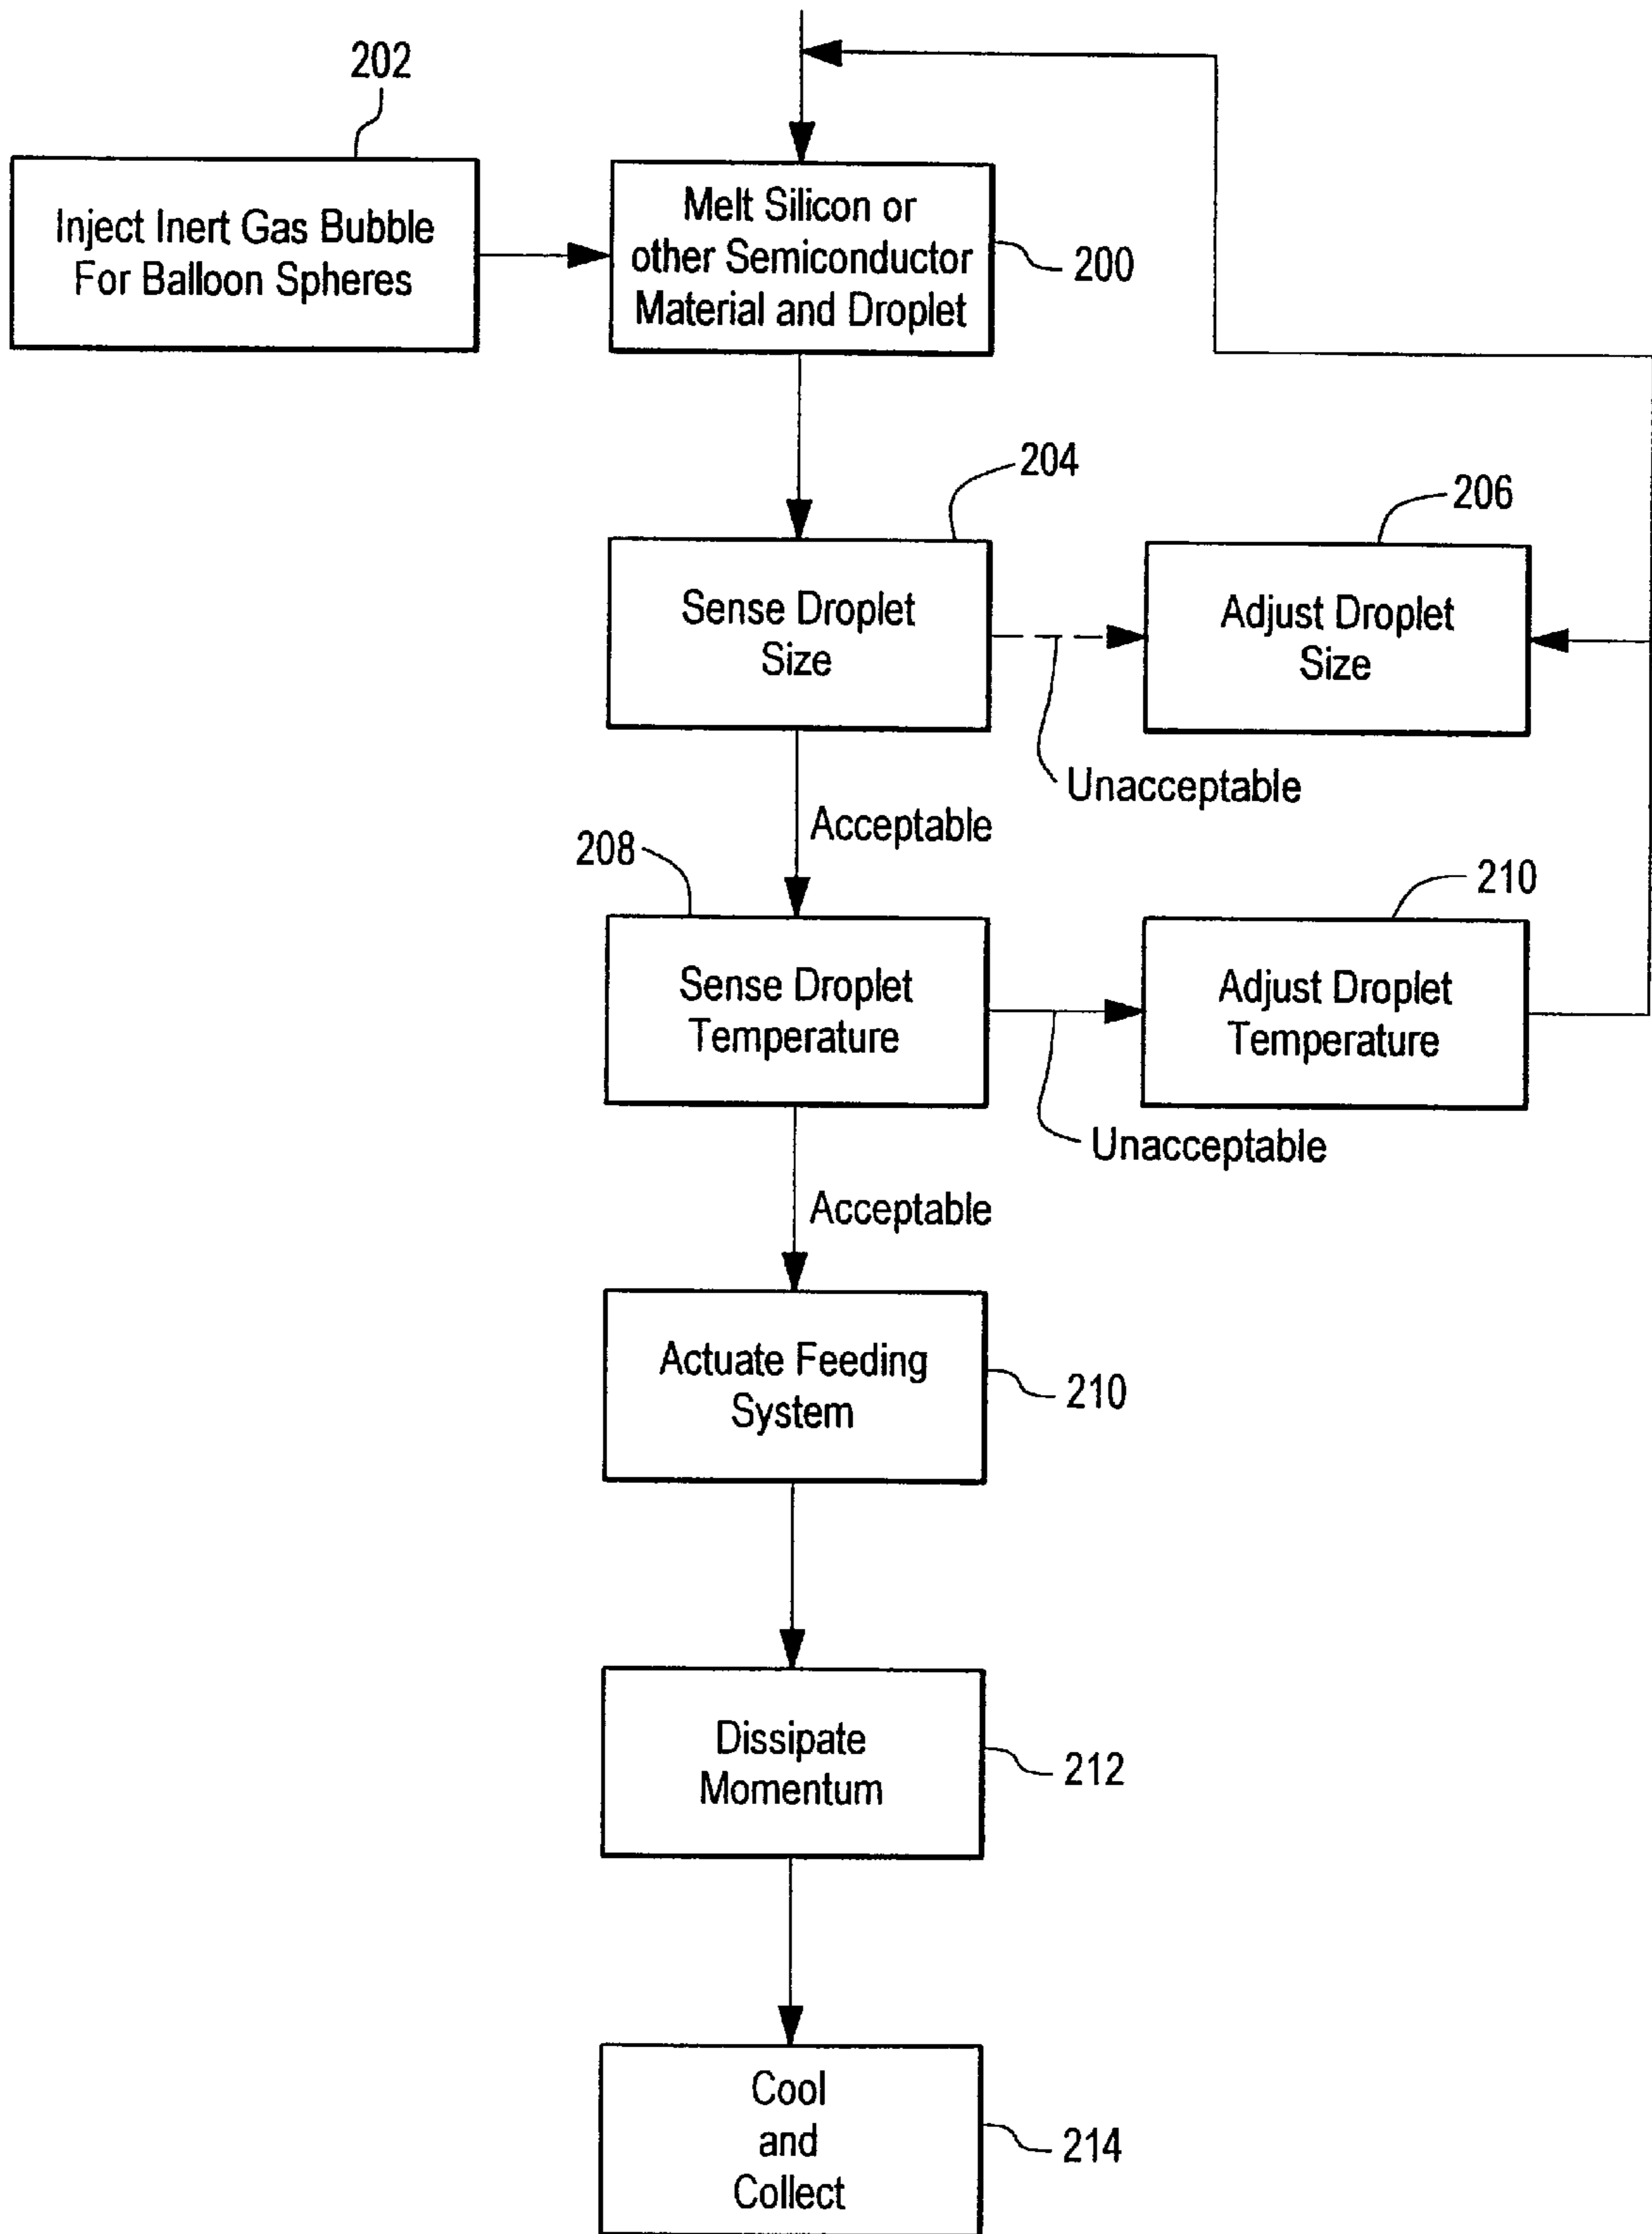 202
Inject Inert Gas Bubble
For Balloon Spheres
Melt Silicon or
other Semiconductor
Material and Droplet
200
204
Sense Droplet
Size
206
Adjust Droplet
Size
Unacceptable
Acceptable
208
Sense Droplet
Temperature
210
Adjust Droplet
Temperature
Unacceptable
Acceptable
Actuate Feeding
System
210
Dissipate
Momentum
212
Cool
and
Collect
214